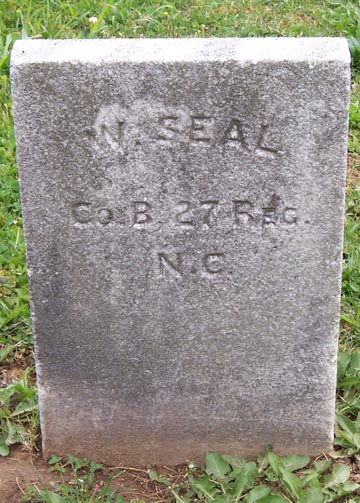 W. SEAL
Co. B. 27 REG.
N.C.